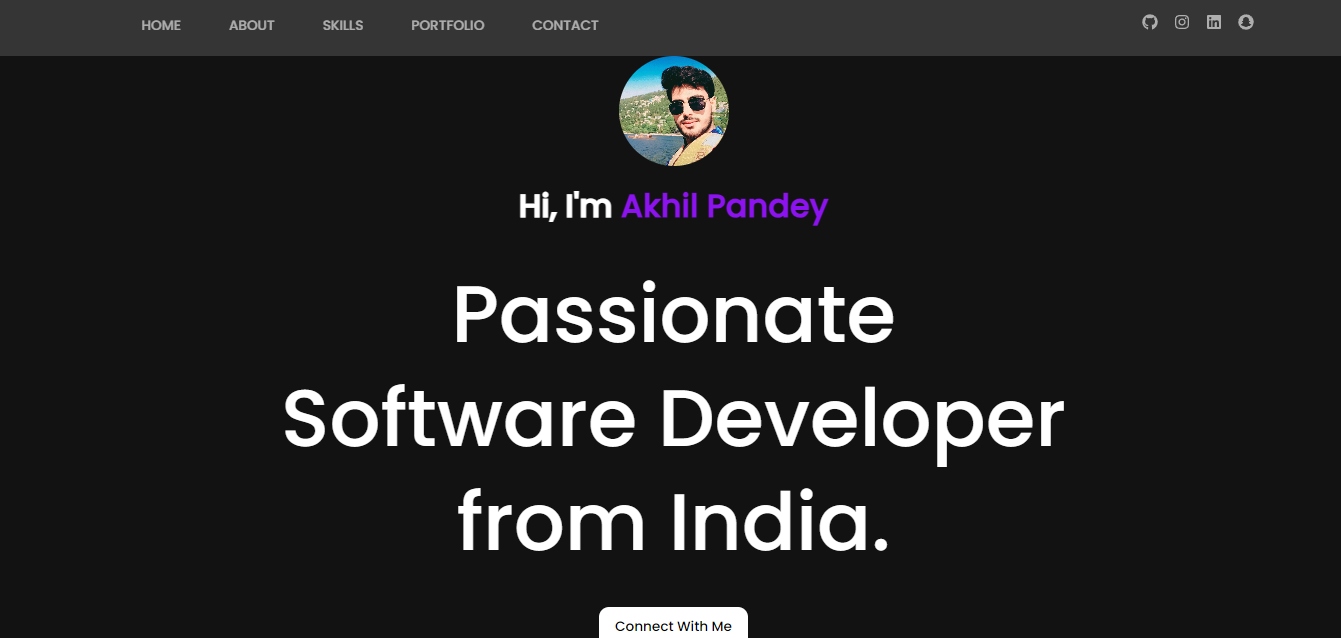 HOME ABOUT SKILLS PORTFOLIO CONTACT
Hi, I'm Akhil Pandey
Passionate
Software Developer
from India.
Connect With Me